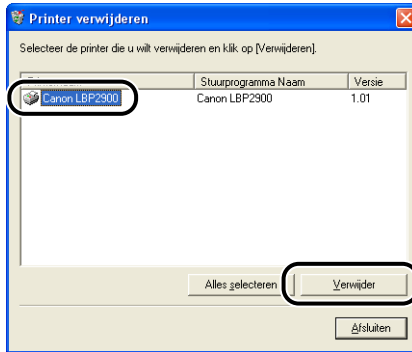 Printer verwijderen
Selecteer de printer die u wilt verwijderen en klik op [Verwijderen].
Stuurprogramma Naam Versie
Canon LBP2900 Canon LBP2900 1.01
Alles selecteren Verwijder
Afsluiten